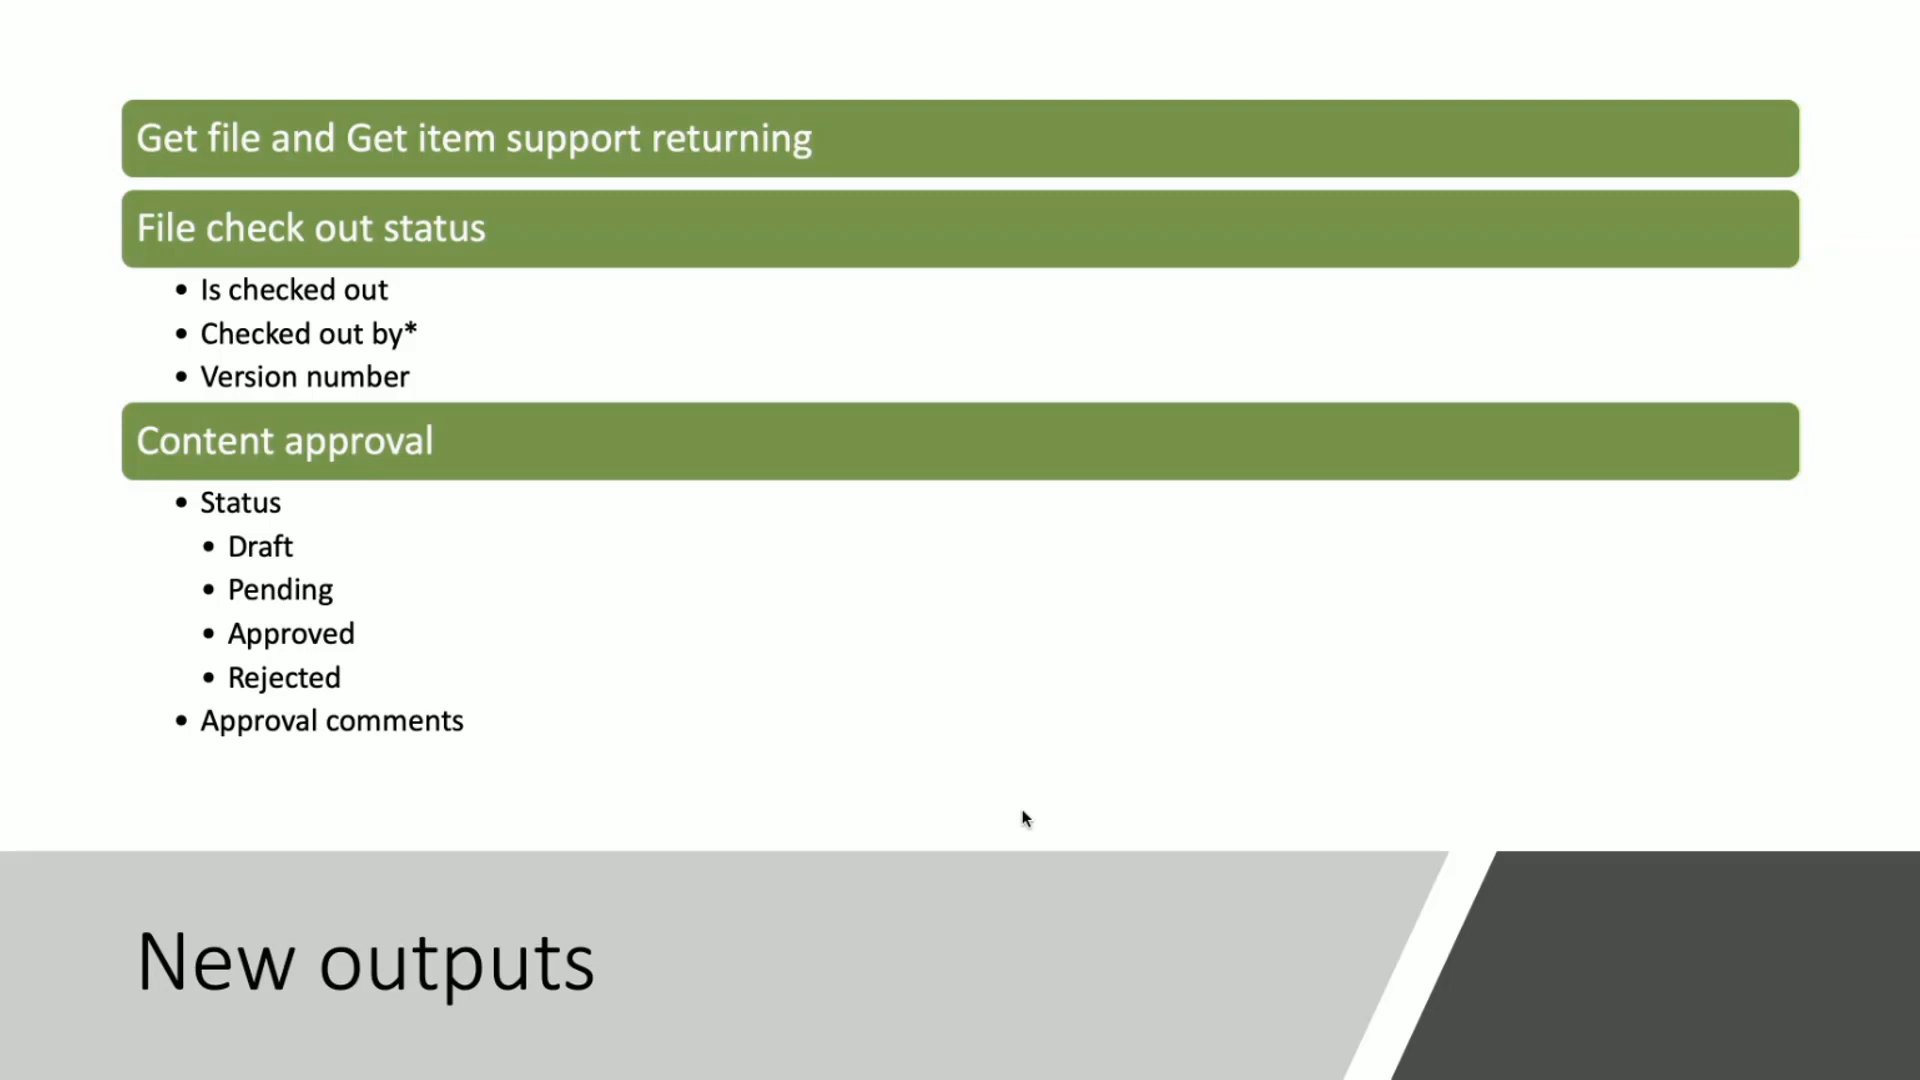 Get file and Get item support returning
File check out status
• Is checked out
• Checked out by*
• Version number
Content approval
• Status
• Draft
• Pending
• Approved
• Rejected
• Approval comments
New outputs